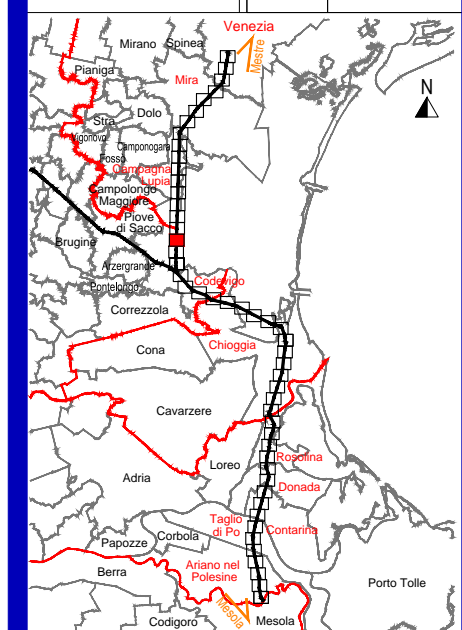 Venezia
Mirano
Spinea
Mestre
Pianiga
Mira
N
Dolo
Stra
Vigonovo
Camponogara
Fosso
Campagna
Lupia
Campolongo
Maggiore
Piove
di Sacco
Brugine
Arzergrande
Codevigo
Pontelongo
Correzzola
Chioggia
Cona
Cavarzere
Rosolina
Loreo
Adria
Donada
Taglio
di Po
Contarina
Corbola
Papozze
Ariano nel
Polesine
Berra
Porto Tolle
Mesola
Mesola
Codigoro